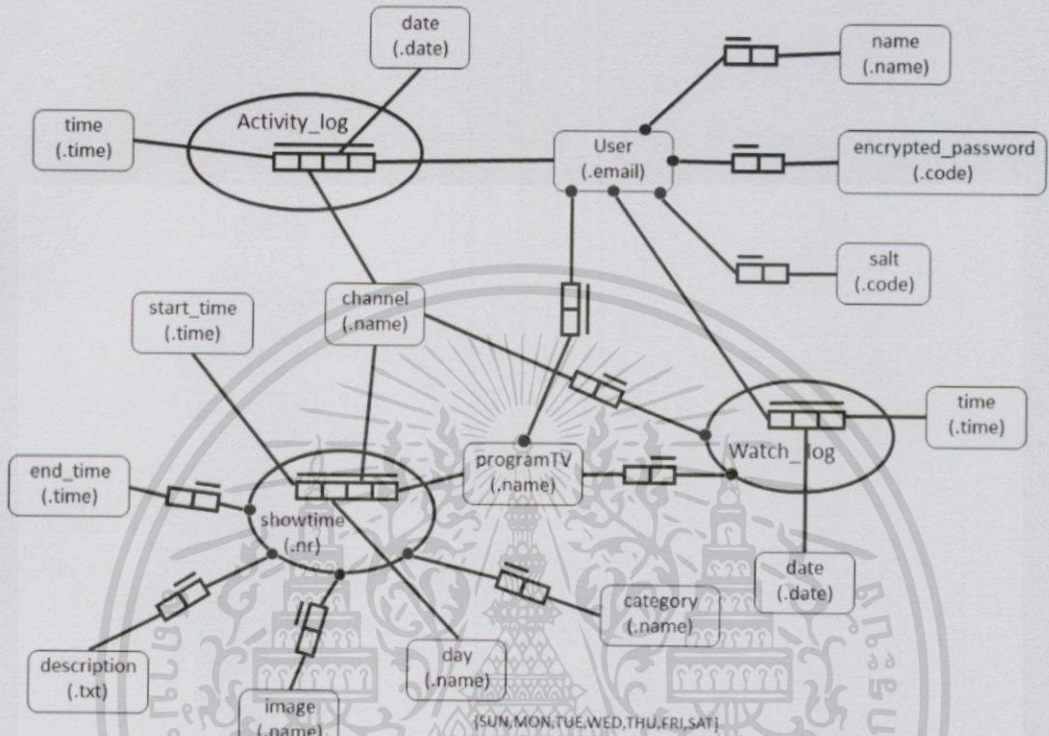 date
(.date)
name
(.name)
time
(.time)
Activity_log
User
(.email)
encrypted_password
(.code)
salt
(.code)
start_time
(.time)
channel
(.name)
time
(.time)
end_time
(.time)
programTV
(.name)
Watch_log
showtime
(.nr)
date
(.date)
category
(.name)
description
(.txt)
day
(.name)
image
(.name)
{SUN,MON,TUE,WED,THU,FRI,SAT}